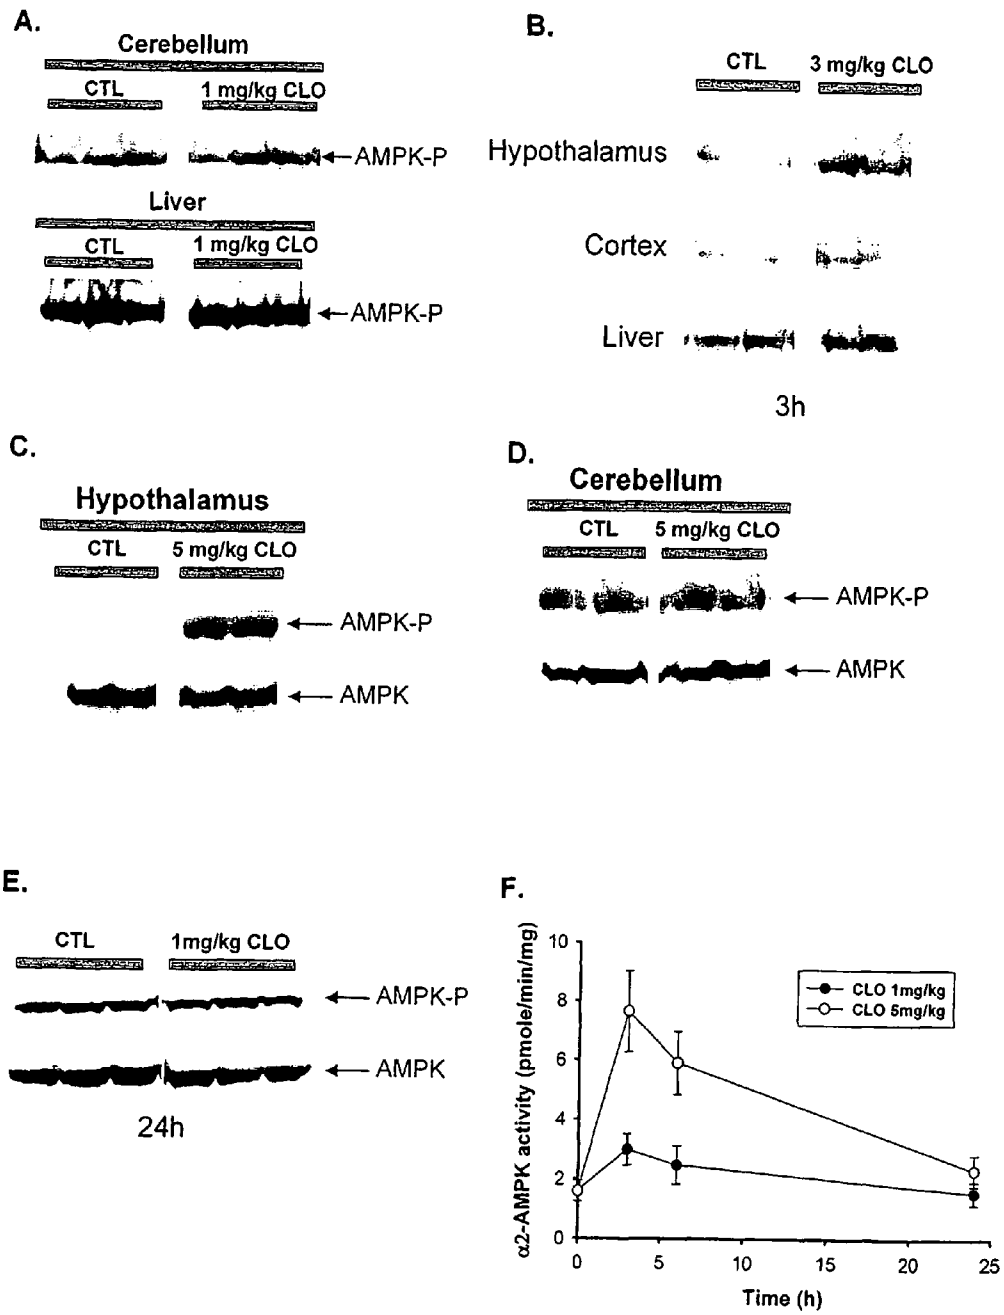 A.
Cerebellum
CTL 1 mg/kg CLO
AMPK-P
Liver
CTL 1 mg/kg CLO
AMPK-P
B.
CTL 3 mg/kg CLO
Hypothalamus
Cortex
Liver
3h
C.
Hypothalamus
CTL 5 mg/kg CLO
AMPK-P
AMPK
D.
Cerebellum
CTL 5 mg/kg CLO
AMPK-P
AMPK
E.
CTL 1mg/kg CLO
AMPK-P
AMPK
24h
F.
α2-AMPK activity (pmole/min/mg)
10
8
6
4
2
0
CLO 1mg/kg
CLO 5mg/kg
0 5 10 15 20 25
Time (h)